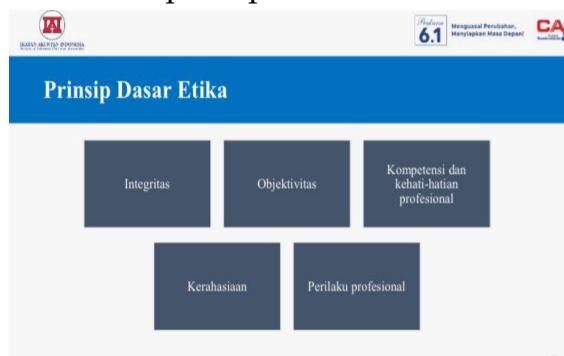 IKATAN AKUNTAN INDONESIA
6.1
Menguasai Perubahan,
Menyiapkan Masa Depan!
CA
Prinsip Dasar Etika
Integritas
Objektivitas
Kompetensi dan
kehati-hatian
profesional
Kerahasiaan
Perilaku profesional